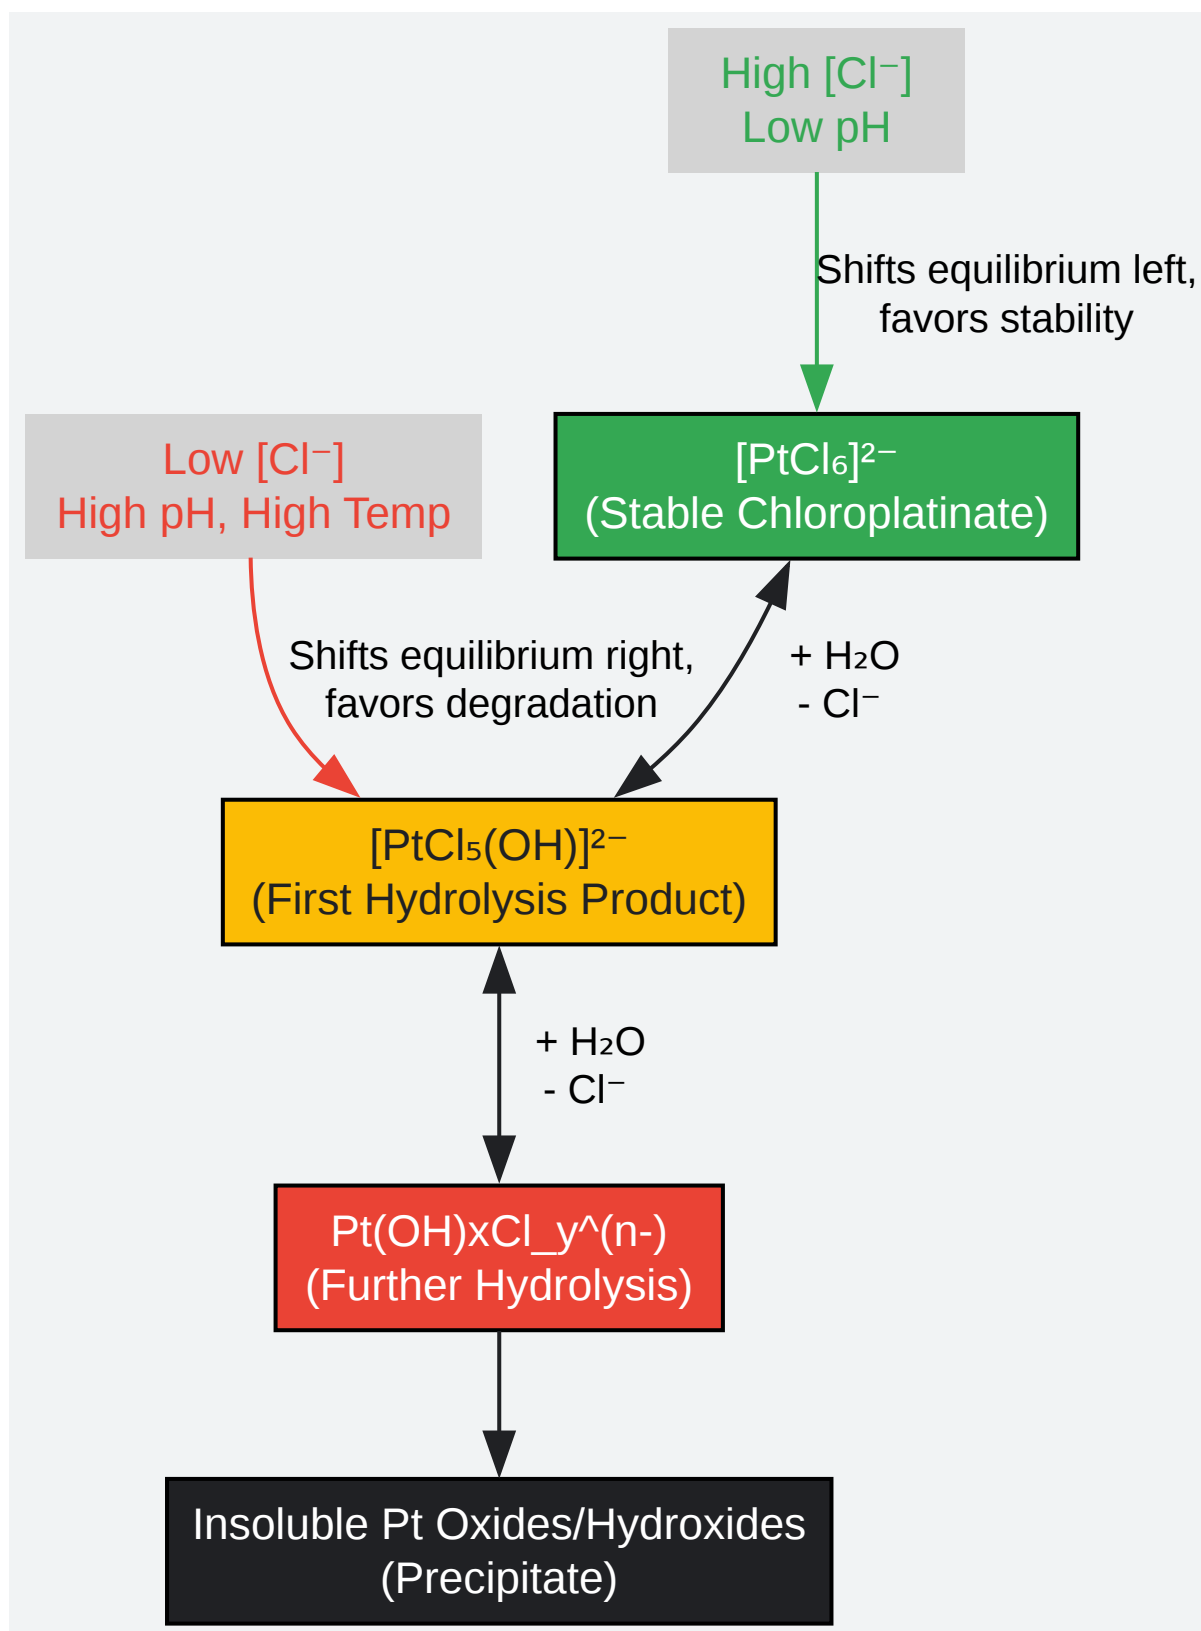 High [Cl⁻]
Low pH
Shifts equilibrium left,
favors stability
Low [Cl⁻]
High pH, High Temp
[PtCl₆]²⁻
(Stable Chloroplatinate)
Shifts equilibrium right,
favors degradation
+ H₂O
- Cl⁻
[PtCl₅(OH)]²⁻
(First Hydrolysis Product)
+ H₂O
- Cl⁻
Pt(OH)xCl_y^(n-)
(Further Hydrolysis)
Insoluble Pt Oxides/Hydroxides
(Precipitate)